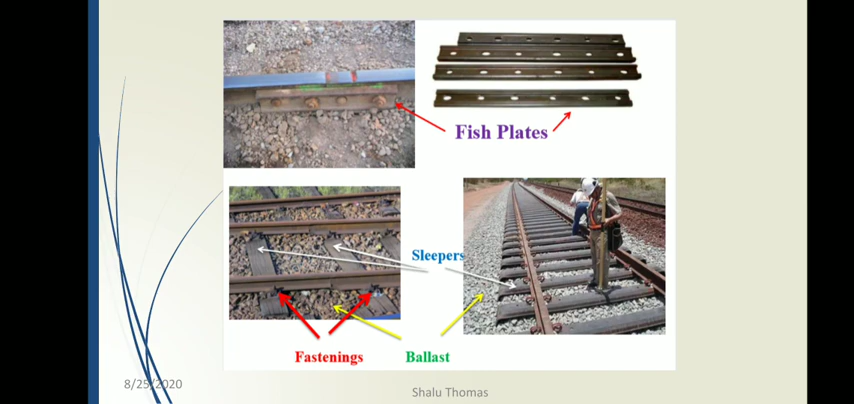 Fish Plates
Sleepers
Fastenings
Ballast
8/25/2020
Shalu Thomas